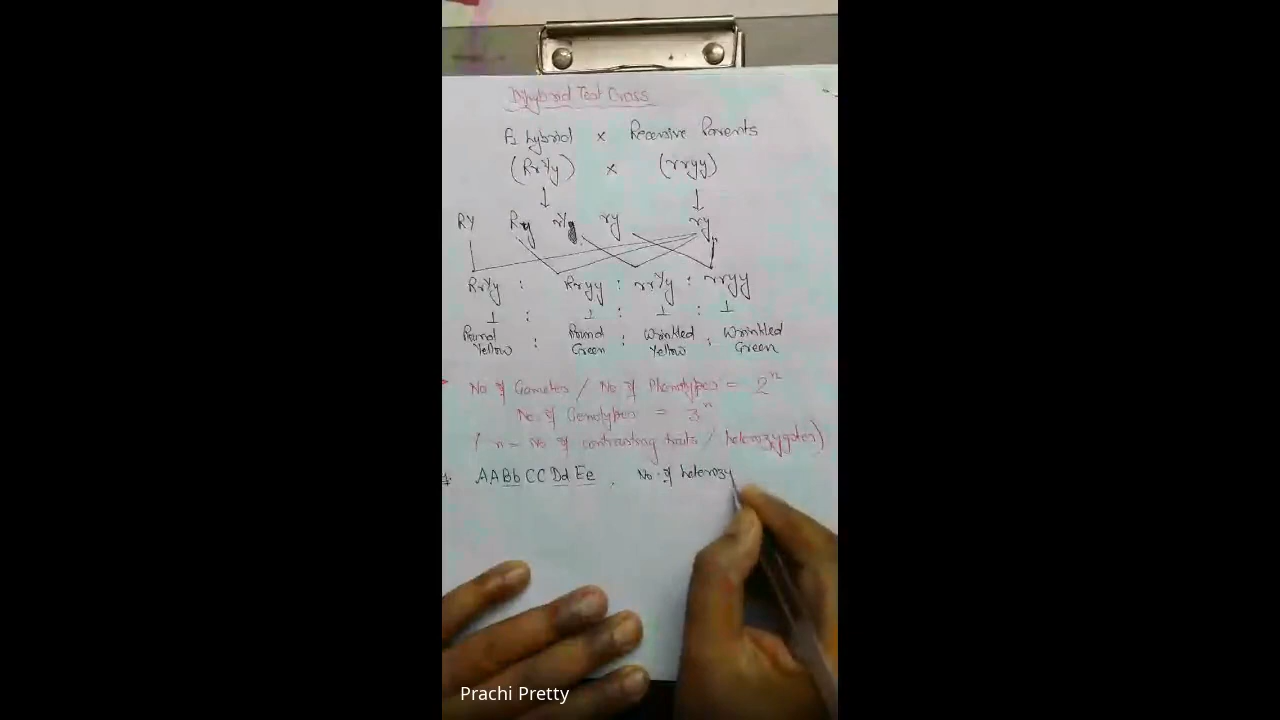 Dihybrid Test Cross
F1 hybrid × Recessive Parents
(RrYy) × (rryy)
RY Ry rY ry ry
RrYy : Rryy : rrYy : rryy
1 : 1 : 1 : 1
Round Yellow : Round Green : Wrinkled Yellow : Wrinkled Green
No of Gametes / No of Phenotypes = 2ⁿ
No. of Genotypes = 3ⁿ
( n = No of contrasting traits / heterozygotes)
AABbCCDdEe . No. of heterozy
Prachi Pretty